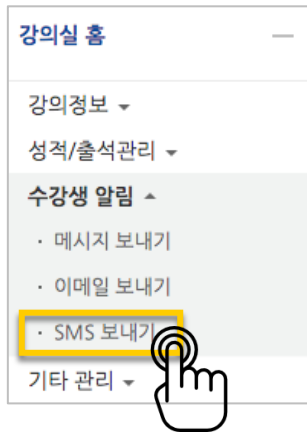 강의실 홈
강의정보
성적/출석관리
수강생 알림
· 메시지 보내기
· 이메일 보내기
· SMS 보내기
기타 관리